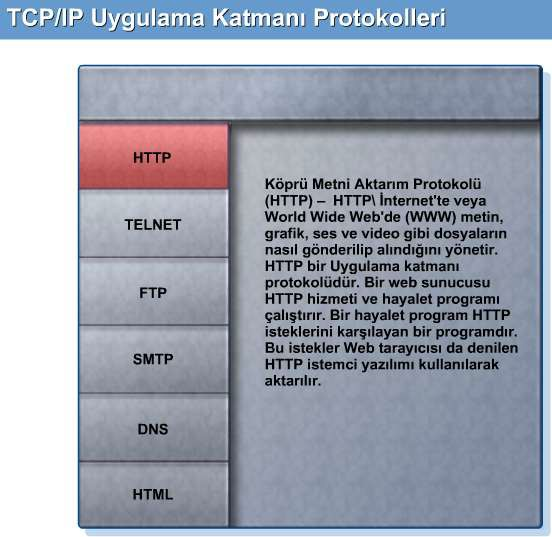 TCP/IP Uygulama Katmanı Protokolleri
HTTP
TELNET
FTP
SMTP
DNS
HTML
Köprü Metni Aktarım Protokolü
(HTTP) – HTTP\ İnternet'te veya
World Wide Web'de (WWW) metin,
grafik, ses ve video gibi dosyaların
nasıl gönderilip alındığını yönetir.
HTTP bir Uygulama katmanı
protokolüdür. Bir web sunucusu
HTTP hizmeti ve hayalet programı
çalıştırır. Bir hayalet program HTTP
isteklerini karşılayan bir programdır.
Bu istekler Web tarayıcısı da denilen
HTTP istemci yazılımı kullanılarak
aktarılır.